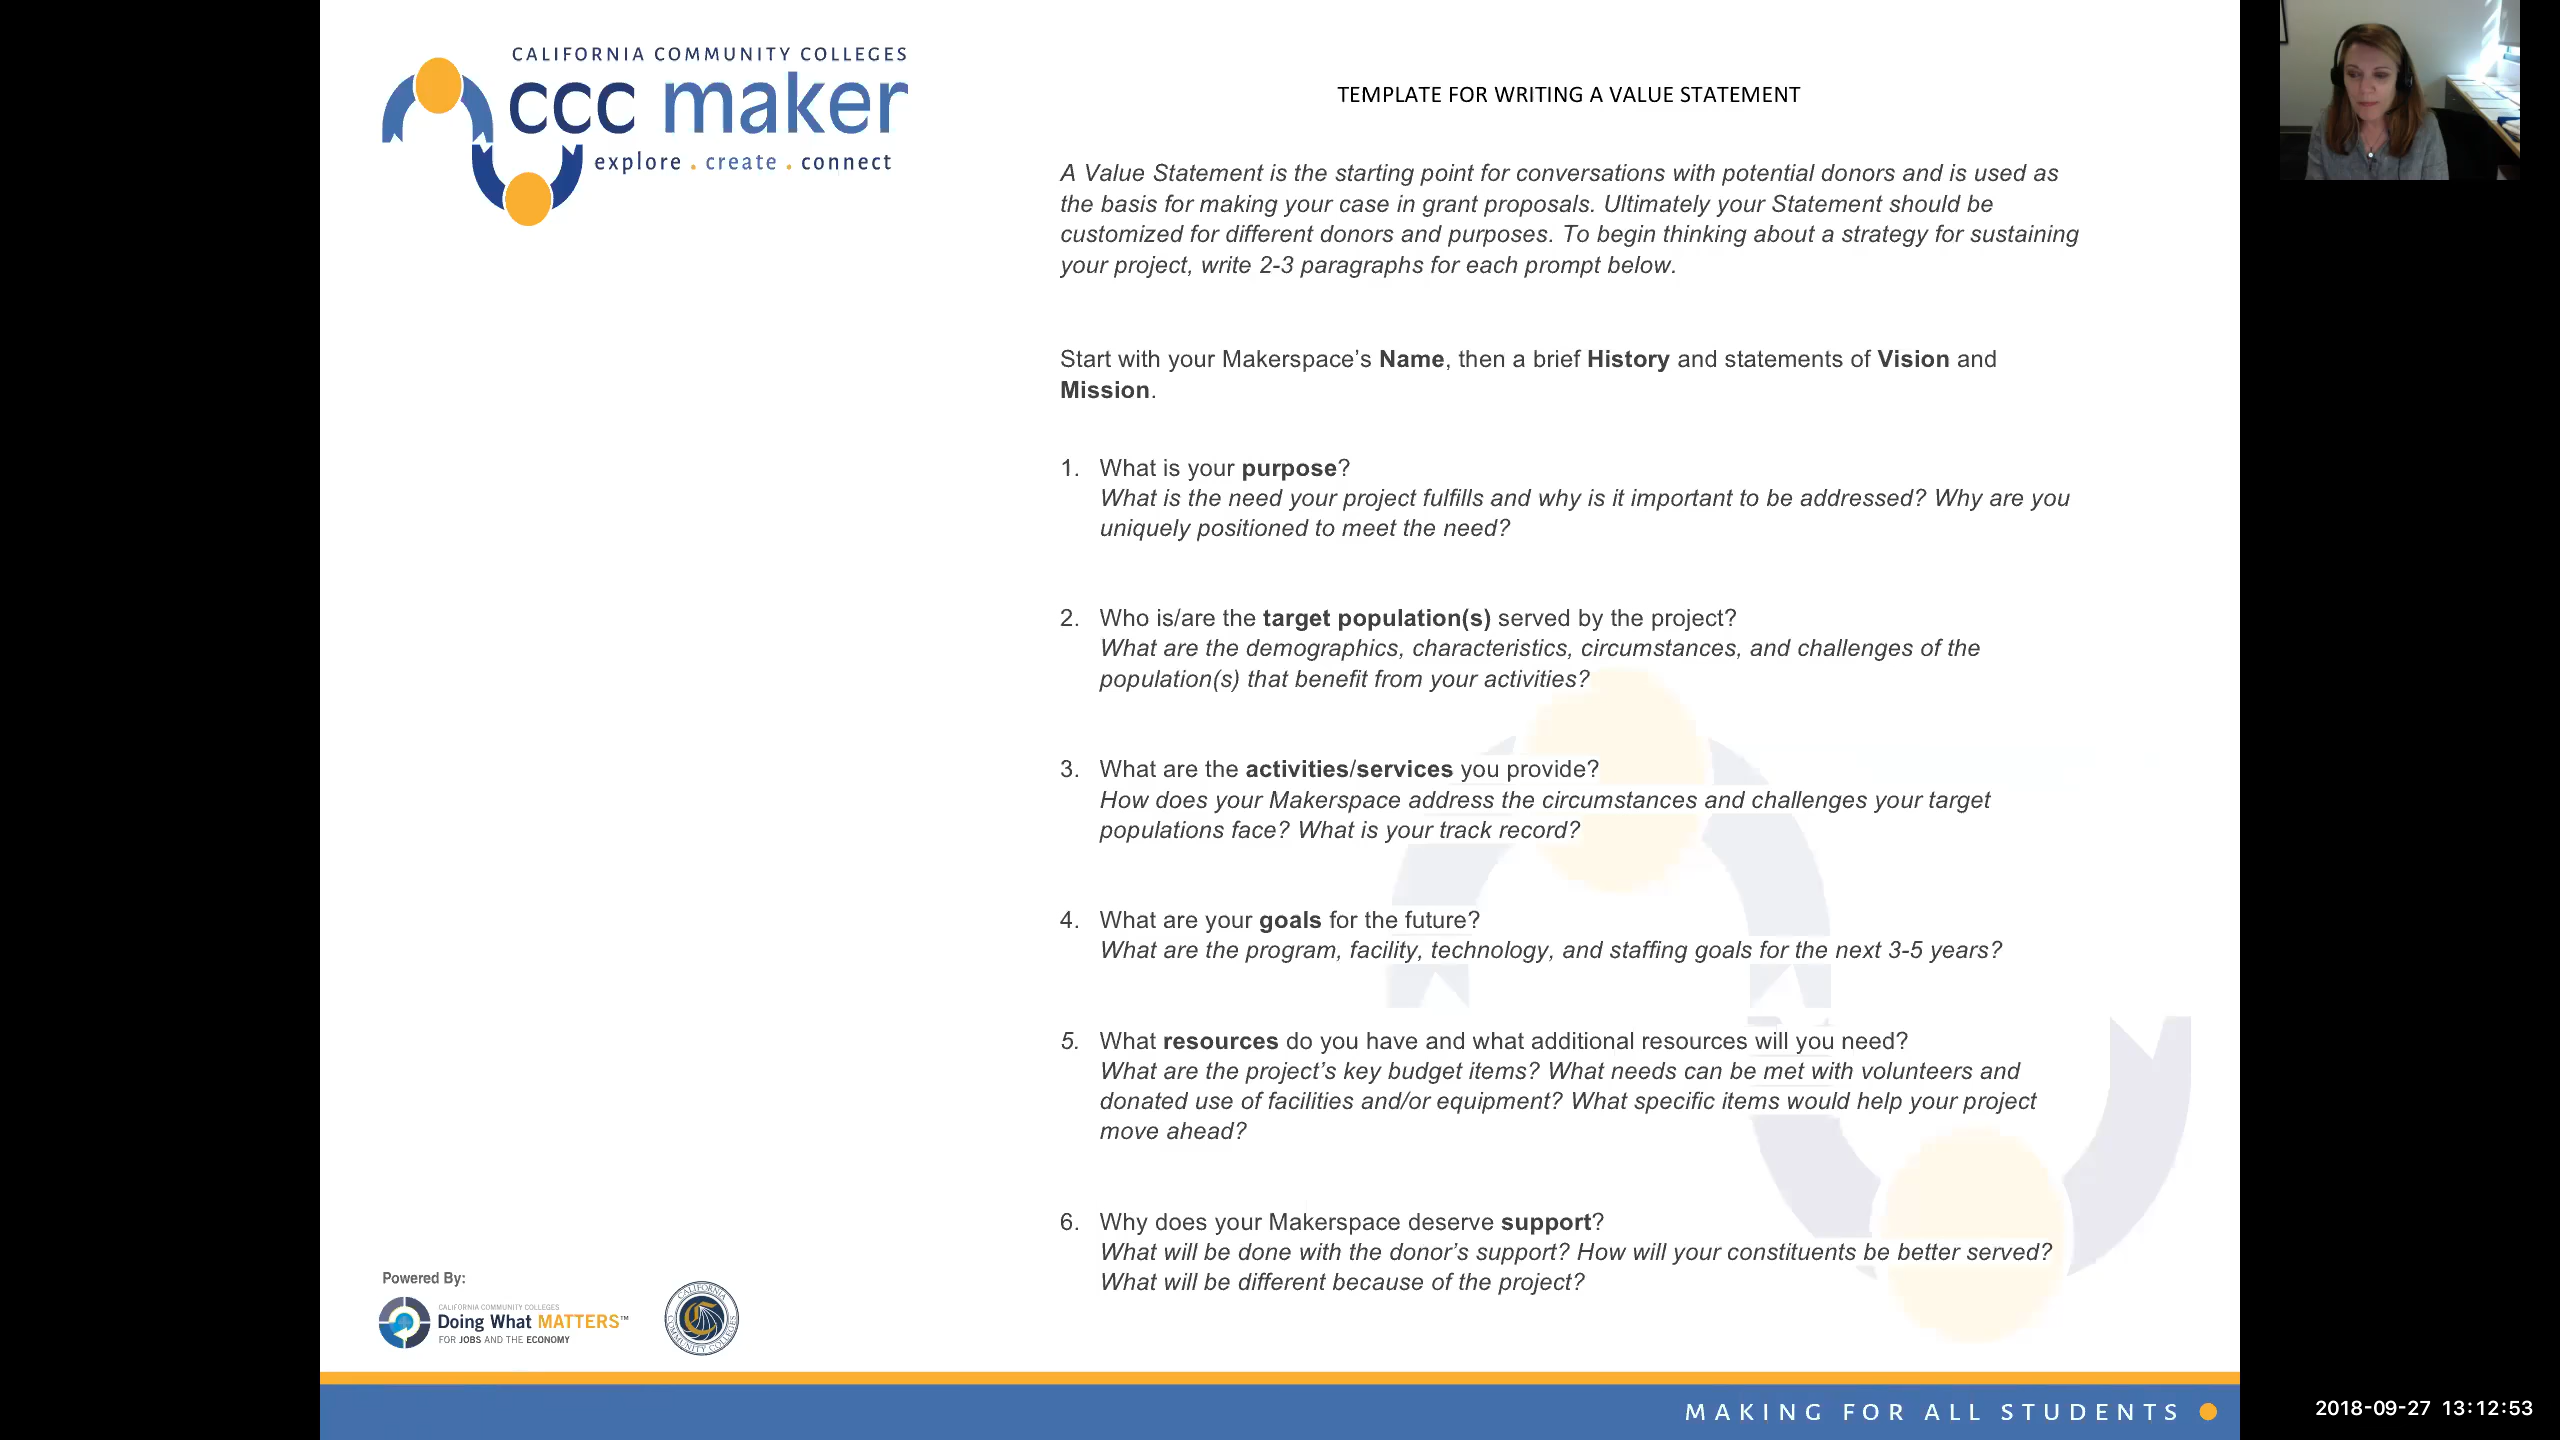 CALIFORNIA COMMUNITY COLLEGES
ccc maker
explore . create . connect
TEMPLATE FOR WRITING A VALUE STATEMENT
A Value Statement is the starting point for conversations with potential donors and is used as
the basis for making your case in grant proposals. Ultimately your Statement should be
customized for different donors and purposes. To begin thinking about a strategy for sustaining
your project, write 2-3 paragraphs for each prompt below.
Start with your Makerspace’s Name, then a brief History and statements of Vision and
Mission.
1. What is your purpose?
What is the need your project fulfills and why is it important to be addressed? Why are you
uniquely positioned to meet the need?
2. Who is/are the target population(s) served by the project?
What are the demographics, characteristics, circumstances, and challenges of the
population(s) that benefit from your activities?
3. What are the activities/services you provide?
How does your Makerspace address the circumstances and challenges your target
populations face? What is your track record?
4. What are your goals for the future?
What are the program, facility, technology, and staffing goals for the next 3-5 years?
5. What resources do you have and what additional resources will you need?
What are the project’s key budget items? What needs can be met with volunteers and
donated use of facilities and/or equipment? What specific items would help your project
move ahead?
6. Why does your Makerspace deserve support?
What will be done with the donor’s support? How will your constituents be better served?
What will be different because of the project?
Powered By:
CALIFORNIA COMMUNITY COLLEGES
Doing What MATTERS™
FOR JOBS AND THE ECONOMY
CALIFORNIA
COMMUNITY COLLEGES
MAKING FOR ALL STUDENTS
2018-09-27 13:12:53